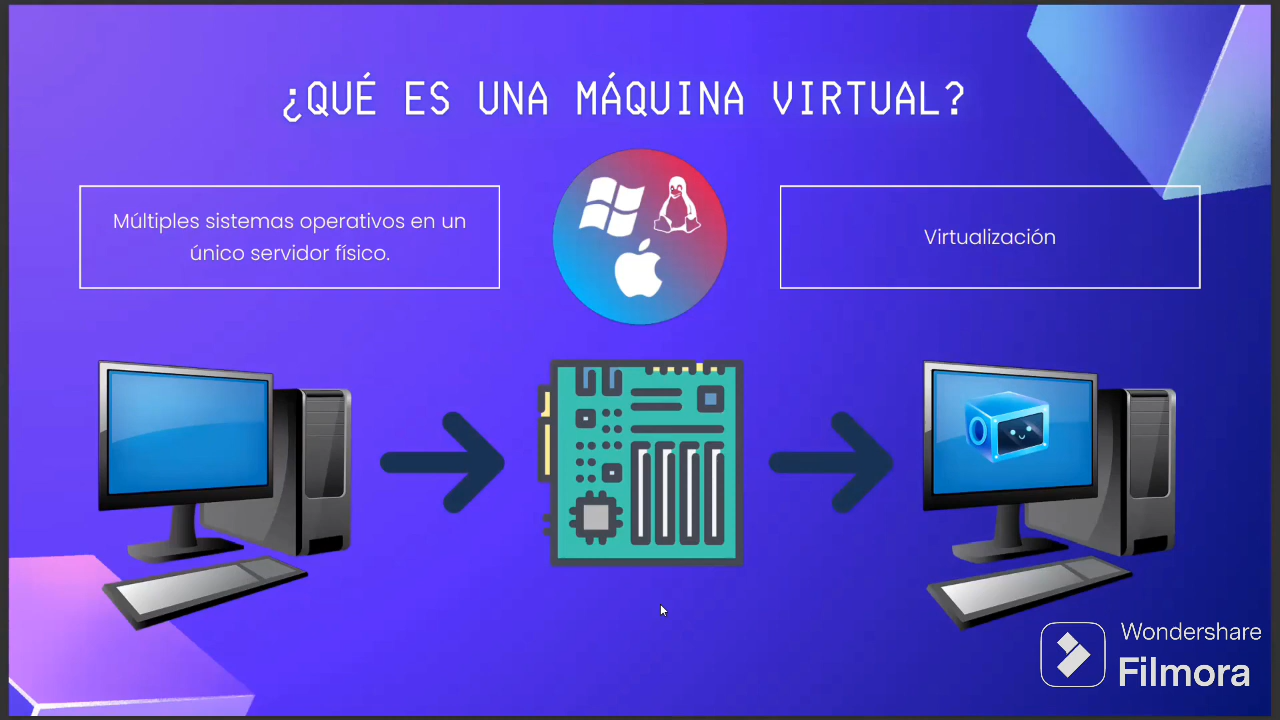 ¿QUÉ ES UNA MÁQUINA VIRTUAL?
Múltiples sistemas operativos en un
único servidor físico.
Virtualización
Wondershare
Filmora